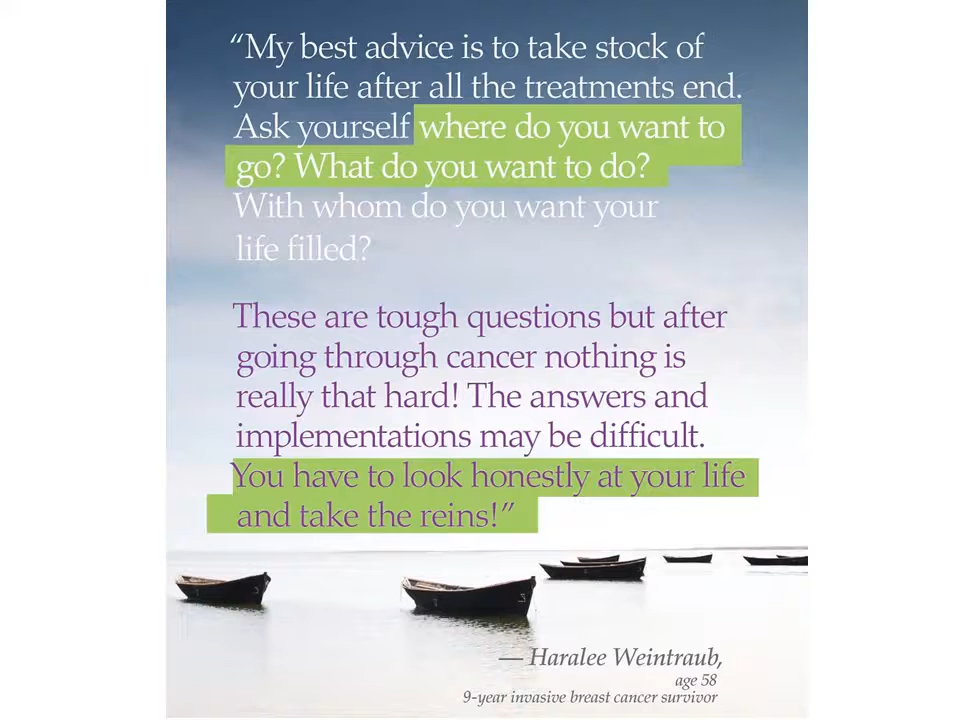 “My best advice is to take stock of
your life after all the treatments end.
Ask yourself where do you want to
go? What do you want to do?
With whom do you want your
life filled?
These are tough questions but after
going through cancer nothing is
really that hard! The answers and
implementations may be difficult.
You have to look honestly at your life
and take the reins!”
— Haralee Weintraub,
age 58
9-year invasive breast cancer survivor